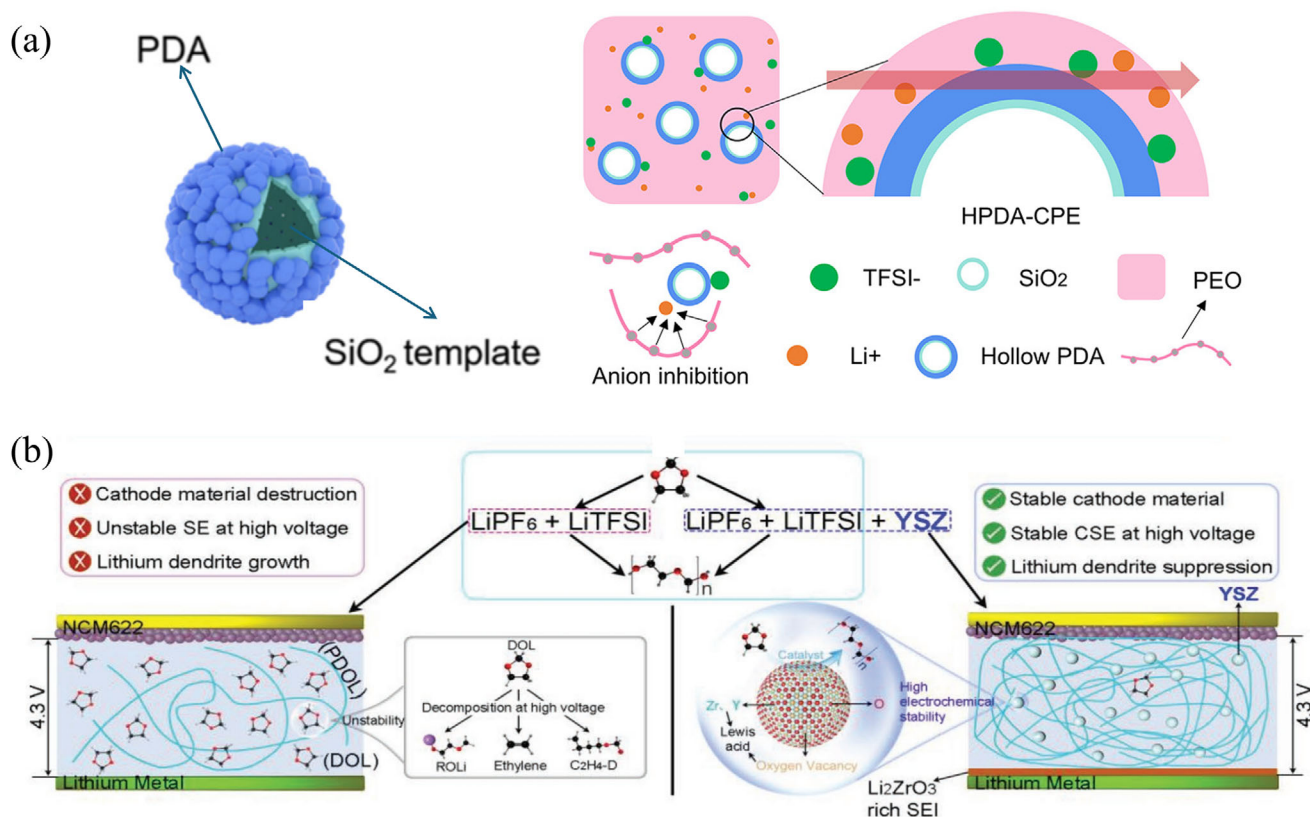 (a)
PDA
SiO2 template
HPDA-CPE
TFSI-
SiO2
PEO
Anion inhibition
Li+
Hollow PDA
(b)
Cathode material destruction
Unstable SE at high voltage
Lithium dendrite growth
LiPF6 + LiTFSI
LiPF6 + LiTFSI + YSZ
n
Stable cathode material
Stable CSE at high voltage
Lithium dendrite suppression
YSZ
NCM622
4.3 V
(PDOL)
(DOL)
Lithium Metal
Unstability
DOL
Decomposition at high voltage
ROLi
Ethylene
C2H4-D
Catalyst
n
Zr、Y
O
Lewis
acid
Oxygen Vacancy
High
electrochemical
stability
Li2ZrO3
rich SEI
NCM622
4.3 V
Lithium Metal